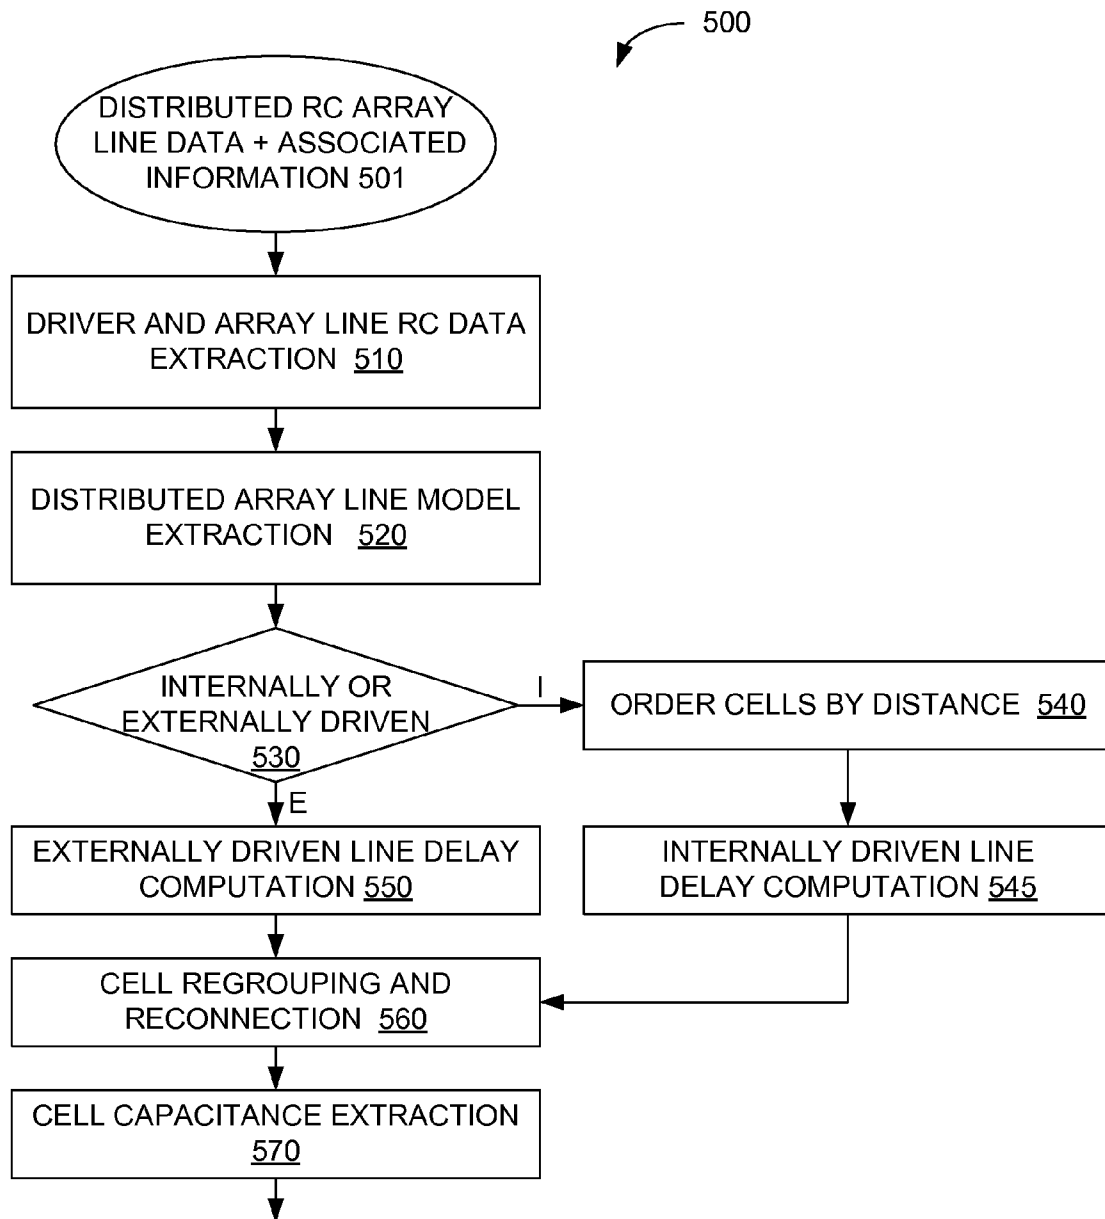 500
DISTRIBUTED RC ARRAY
LINE DATA + ASSOCIATED
INFORMATION 501
DRIVER AND ARRAY LINE RC DATA
EXTRACTION 510
DISTRIBUTED ARRAY LINE MODEL
EXTRACTION 520
INTERNALLY OR
EXTERNALLY DRIVEN
530
I
ORDER CELLS BY DISTANCE 540
E
EXTERNALLY DRIVEN LINE DELAY
COMPUTATION 550
INTERNALLY DRIVEN LINE
DELAY COMPUTATION 545
CELL REGROUPING AND
RECONNECTION 560
CELL CAPACITANCE EXTRACTION
570